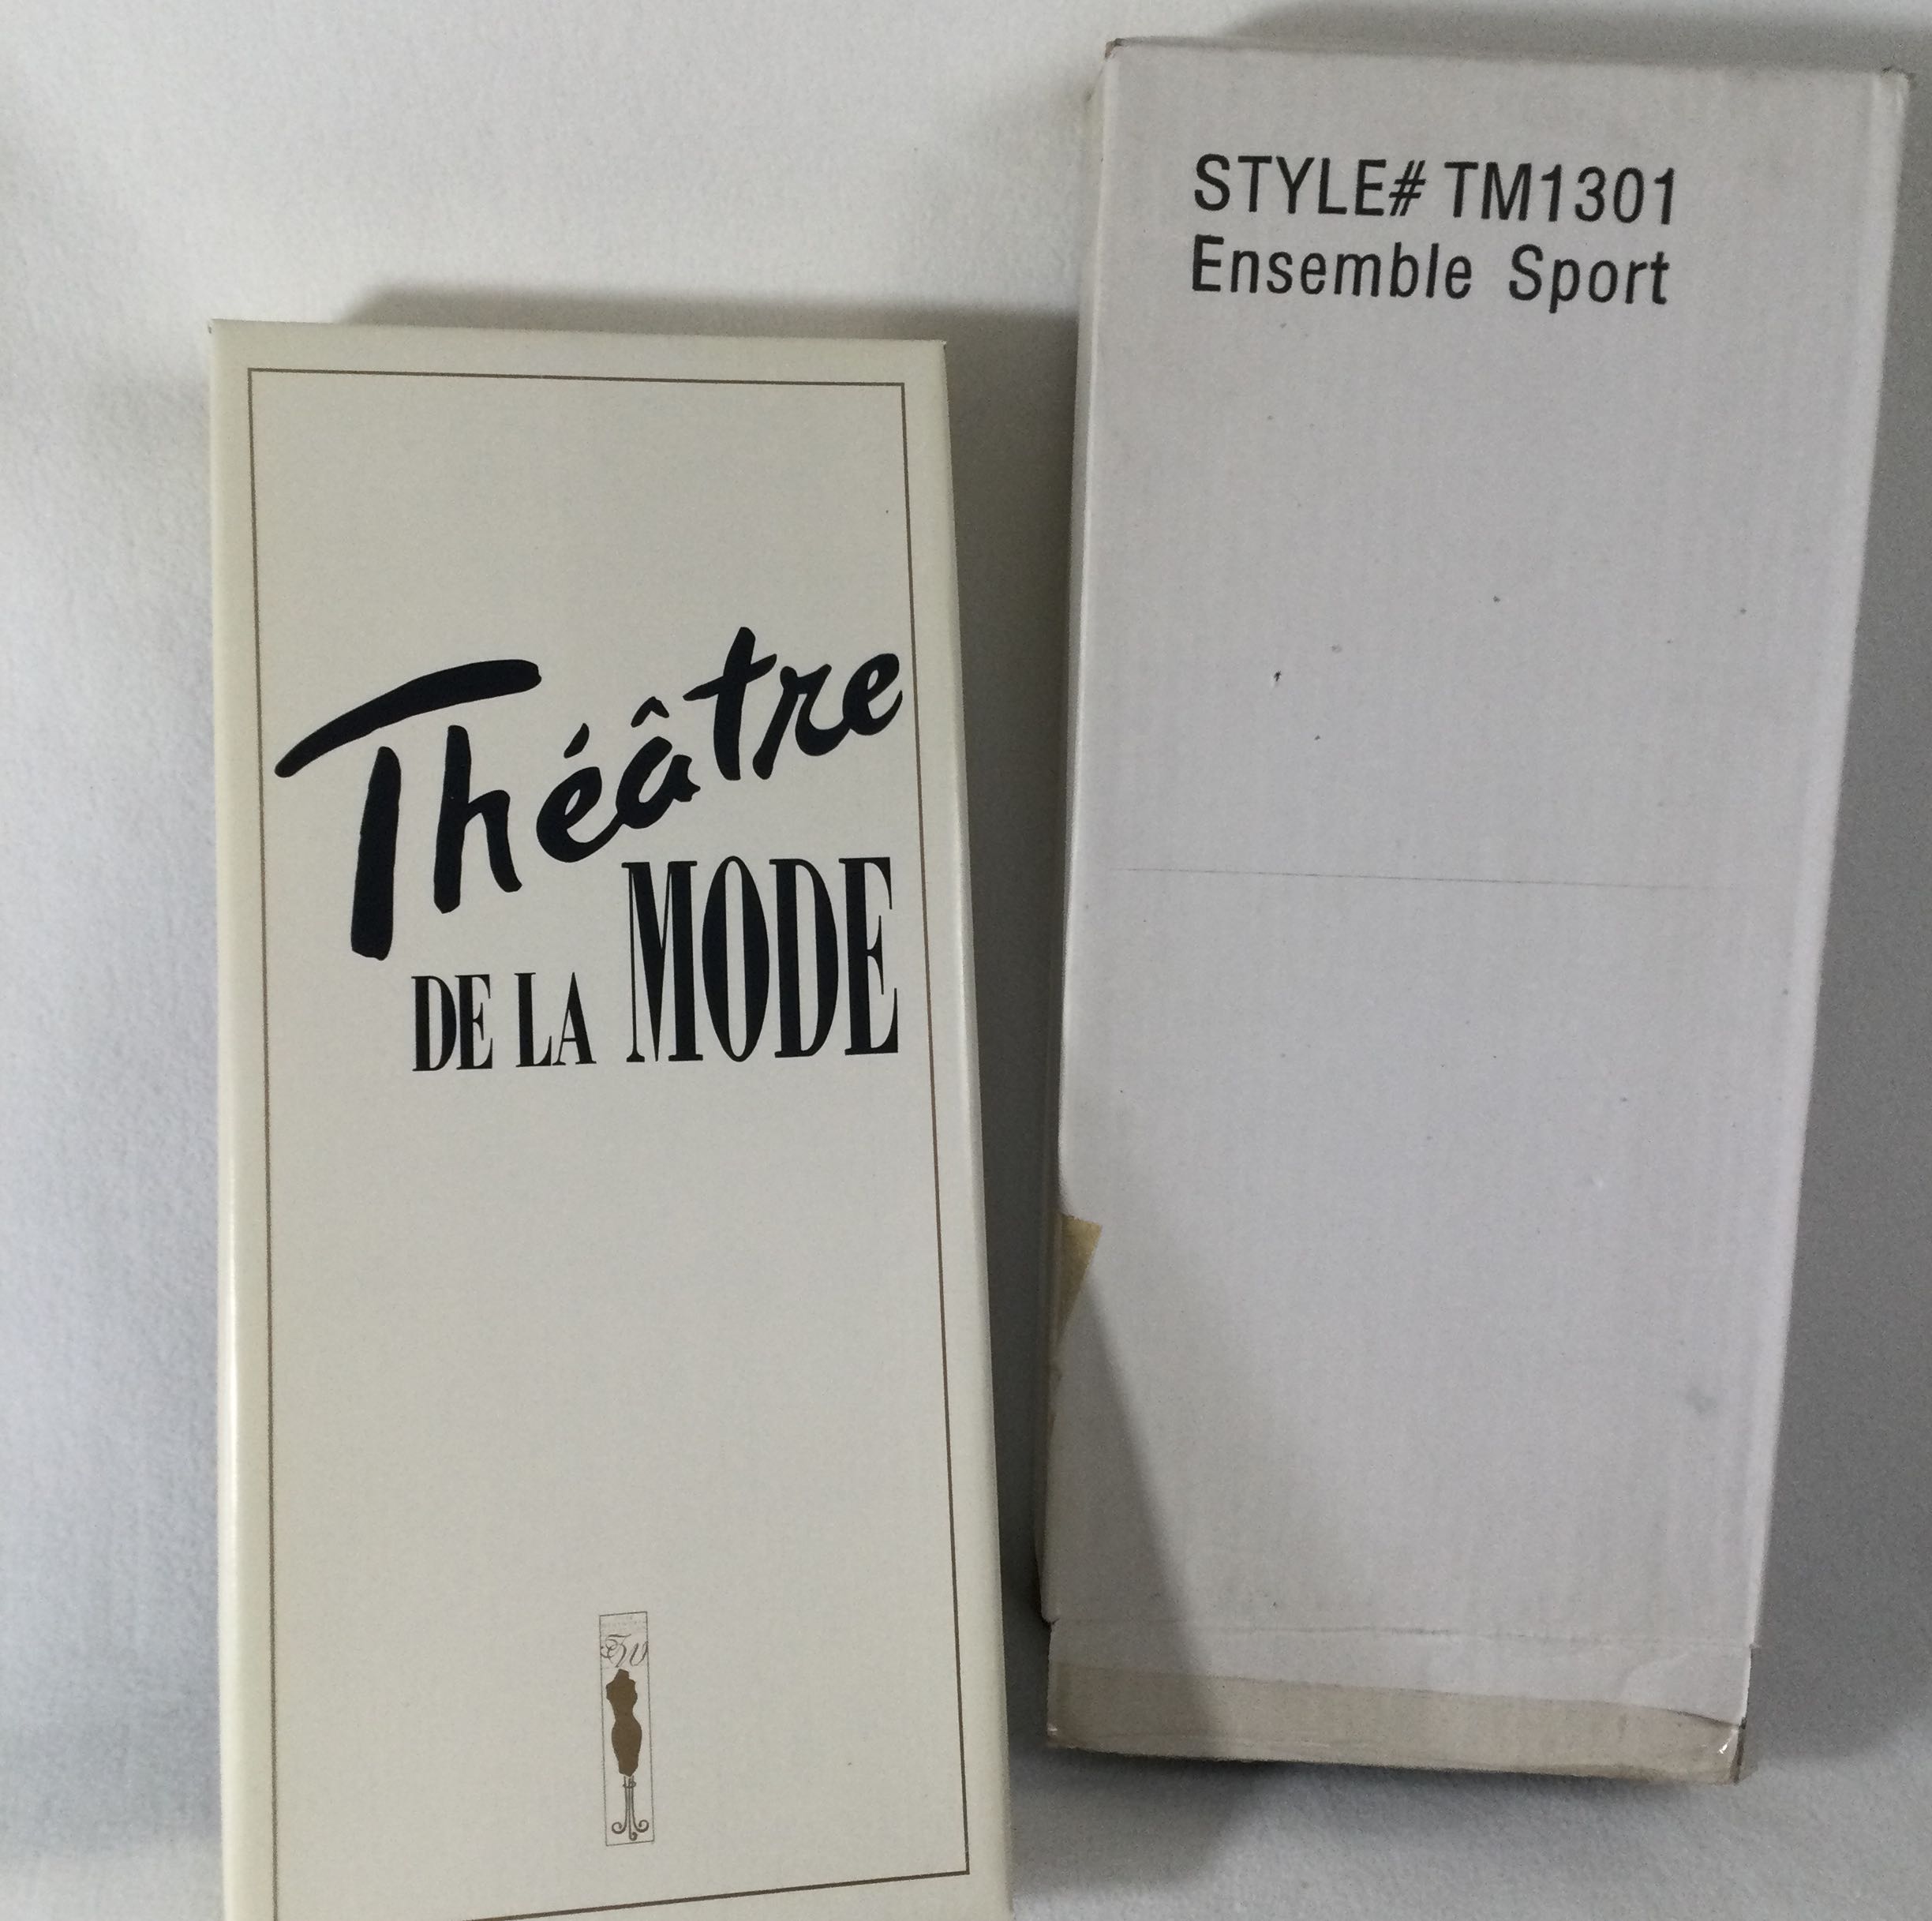 Théâtre
DE LA MODE
STYLE# TM1301
Ensemble Sport